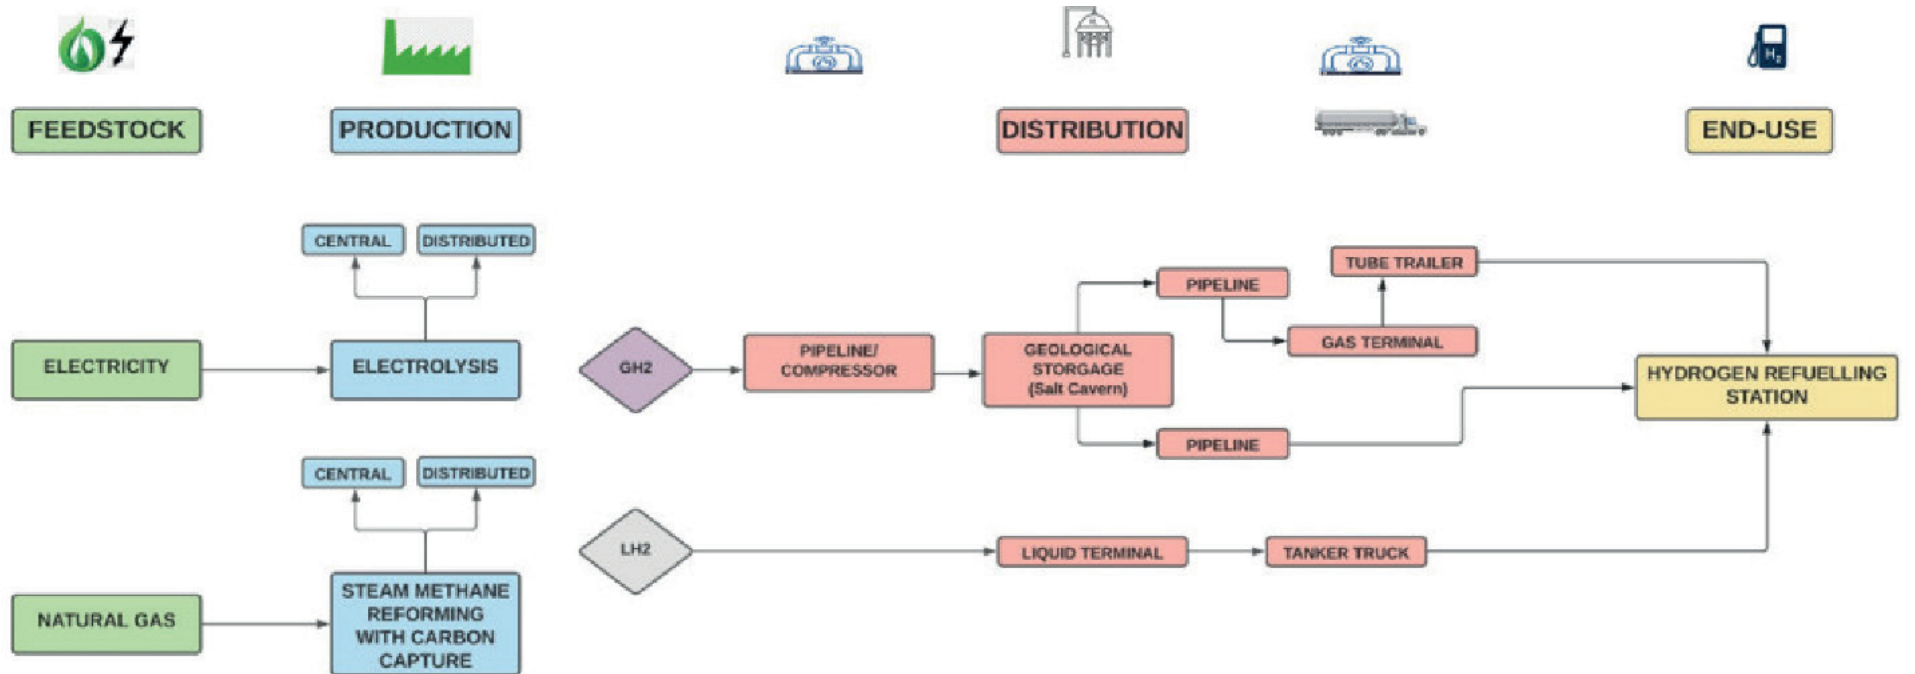 FEEDSTOCK
PRODUCTION
DISTRIBUTION
END-USE
H2
CENTRAL
DISTRIBUTED
ELECTRICITY
ELECTROLYSIS
GH2
PIPELINE/
COMPRESSOR
GEOLOGICAL
STORGAGE
(Salt Cavern)
PIPELINE
GAS TERMINAL
TUBE TRAILER
PIPELINE
HYDROGEN REFUELLING
STATION
CENTRAL
DISTRIBUTED
NATURAL GAS
STEAM METHANE
REFORMING
WITH CARBON
CAPTURE
LH2
LIQUID TERMINAL
TANKER TRUCK